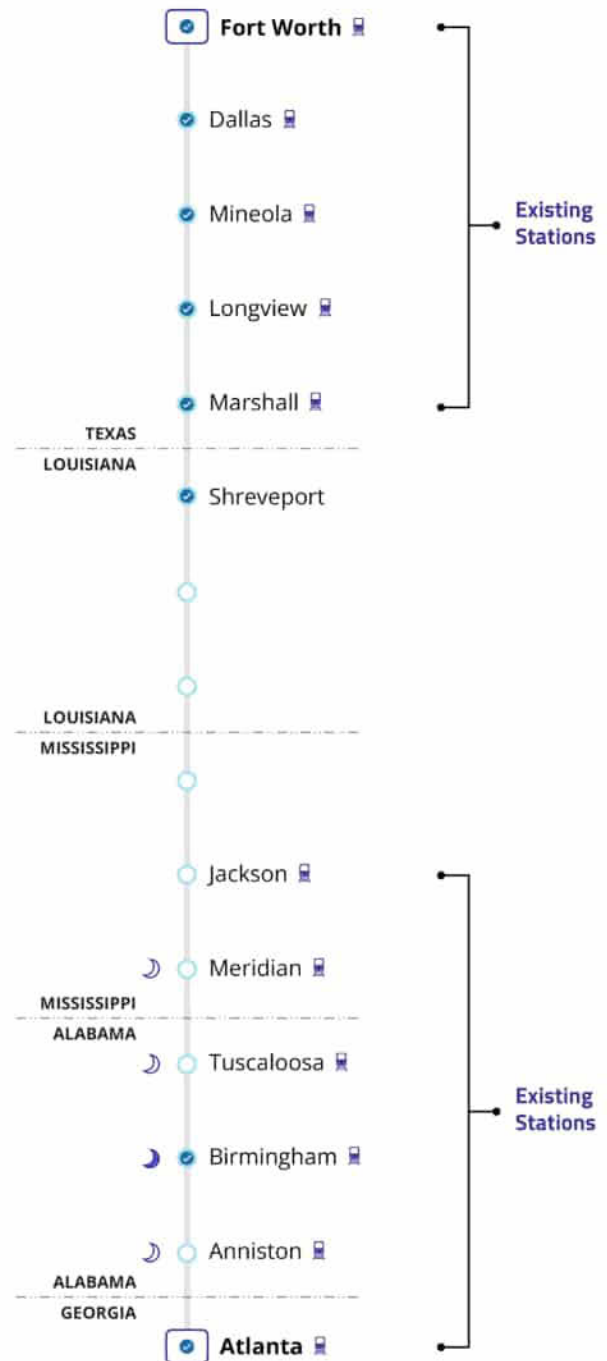 Fort Worth
Dallas
Mineola
Existing
Stations
Longview
Marshall
TEXAS
LOUISIANA
Shreveport
LOUISIANA
MISSISSIPPI
Jackson
Meridian
MISSISSIPPI
ALABAMA
Tuscaloosa
Existing
Stations
Birmingham
Anniston
ALABAMA
GEORGIA
Atlanta